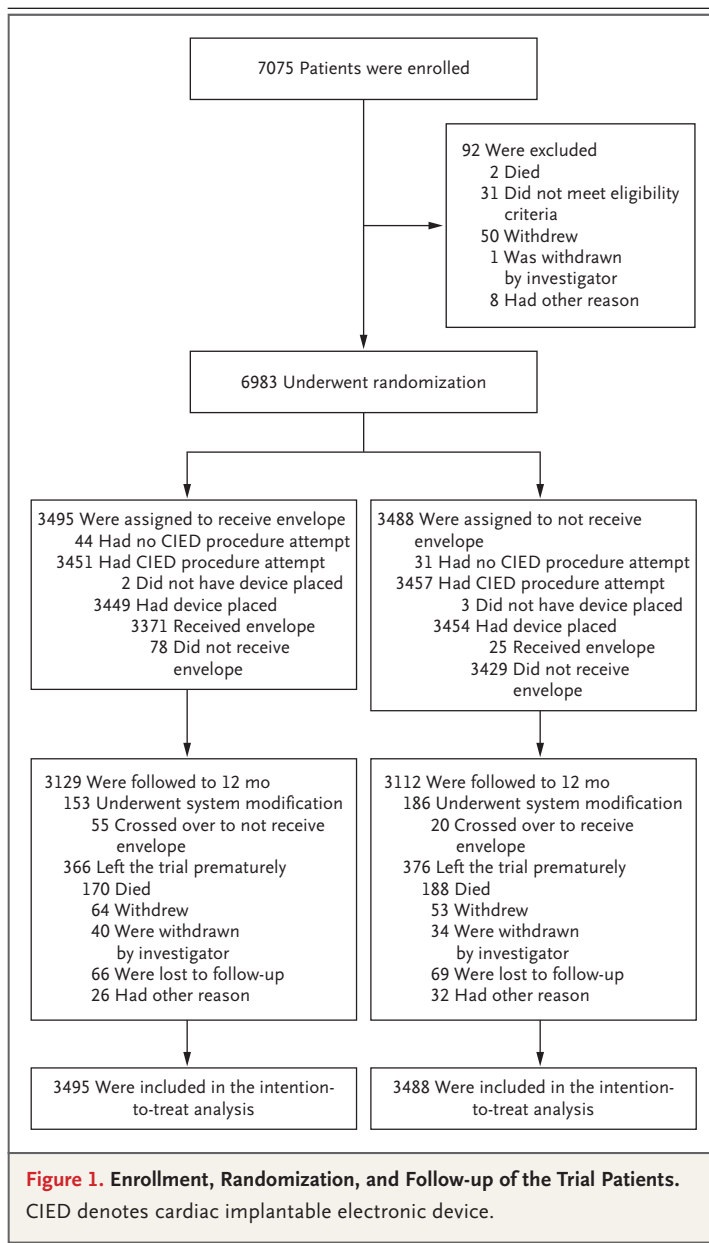 7075 Patients were enrolled
92 Were excluded
2 Died
31 Did not meet eligibility
criteria
50 Withdrew
1 Was withdrawn
by investigator
8 Had other reason
6983 Underwent randomization
3495 Were assigned to receive envelope
44 Had no CIED procedure attempt
3451 Had CIED procedure attempt
2 Did not have device placed
3449 Had device placed
3371 Received envelope
78 Did not receive
envelope
3488 Were assigned to not receive
envelope
31 Had no CIED procedure attempt
3457 Had CIED procedure attempt
3 Did not have device placed
3454 Had device placed
25 Received envelope
3429 Did not receive
envelope
3129 Were followed to 12 mo
153 Underwent system modification
55 Crossed over to not receive
envelope
366 Left the trial prematurely
170 Died
64 Withdrew
40 Were withdrawn
by investigator
66 Were lost to follow-up
26 Had other reason
3112 Were followed to 12 mo
186 Underwent system modification
20 Crossed over to receive
envelope
376 Left the trial prematurely
188 Died
53 Withdrew
34 Were withdrawn
by investigator
69 Were lost to follow-up
32 Had other reason
3495 Were included in the intention-
to-treat analysis
3488 Were included in the intention-
to-treat analysis
Figure 1. Enrollment, Randomization, and Follow-up of the Trial Patients.
CIED denotes cardiac implantable electronic device.